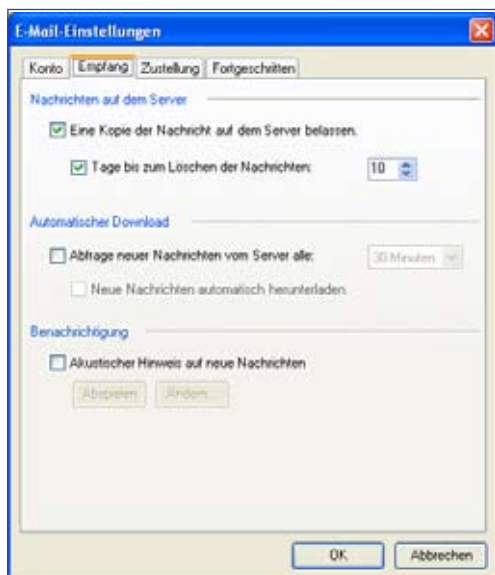 E-Mail-Einstellungen
Konto Empfang Zustellung Fortgeschritten
Nachrichten auf dem Server
Eine Kopie der Nachricht auf dem Server belassen.
Tage bis zum Löschen der Nachrichten: 10
Automatischer Download
Abfrage neuer Nachrichten vom Server alle: 30 Minuten
Neue Nachrichten automatisch herunterladen
Benachrichtigung
Akustischer Hinweis auf neue Nachrichten
Abspielen Ändern...
OK Abbrechen